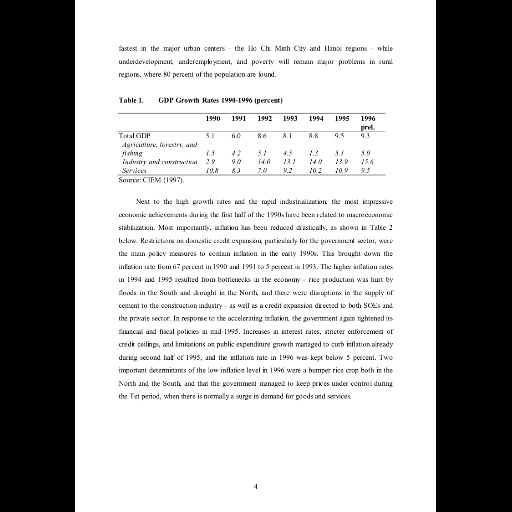 fastest in the major urban centers - the Ho Chi Minh City and Hanoi regions - while
underdevelopment, underemployment, and poverty will remain major problems in rural
regions, where 80 percent of the population are found.
Table 1. GDP Growth Rates 1990-1996 (percent)
1990 1991 1992 1993 1994 1995 1996
prel.
Total GDP 5.1 6.0 8.6 8.1 8.8 9.5 9.3
Agriculture, forestry, and
fishing 1.5 4.2 5.1 4.5 1.3 5.1 5.0
Industry and construction 2.9 9.0 14.0 13.1 14.0 13.9 15.6
Services 10.8 8.3 7.0 9.2 10.2 10.9 9.5
Source: CIEM (1997).
Next to the high growth rates and the rapid industrialization, the most impressive
economic achievements during the first half of the 1990s have been related to macroeconomic
stabilization. Most importantly, inflation has been reduced drastically, as shown in Table 2
below. Restrictions on domestic credit expansion, particularly for the government sector, were
the main policy measures to contain inflation in the early 1990s. This brought down the
inflation rate from 67 percent in 1990 and 1991 to 5 percent in 1993. The higher inflation rates
in 1994 and 1995 resulted from bottlenecks in the economy - rice production was hurt by
floods in the South and drought in the North, and there were disruptions in the supply of
cement to the construction industry - as well as a credit expansion directed to both SOEs and
the private sector. In response to the accelerating inflation, the government again tightened its
financial and fiscal policies in mid-1995. Increases in interest rates, stricter enforcement of
credit ceilings, and limitations on public expenditure growth managed to curb inflation already
during second half of 1995, and the inflation rate in 1996 was kept below 5 percent. Two
important determinants of the low inflation level in 1996 were a bumper rice crop both in the
North and the South, and that the government managed to keep prices under control during
the Tet period, when there is normally a surge in demand for goods and services.
4